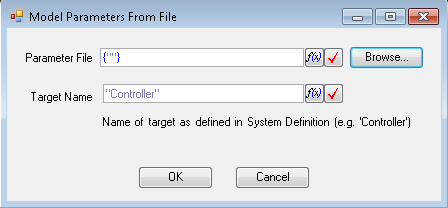 Model Parameters From File
Parameter File {""} f(x) Browse...
Target Name "Controller" f(x)
Name of target as defined in System Definition (e.g. 'Controller')
OK Cancel